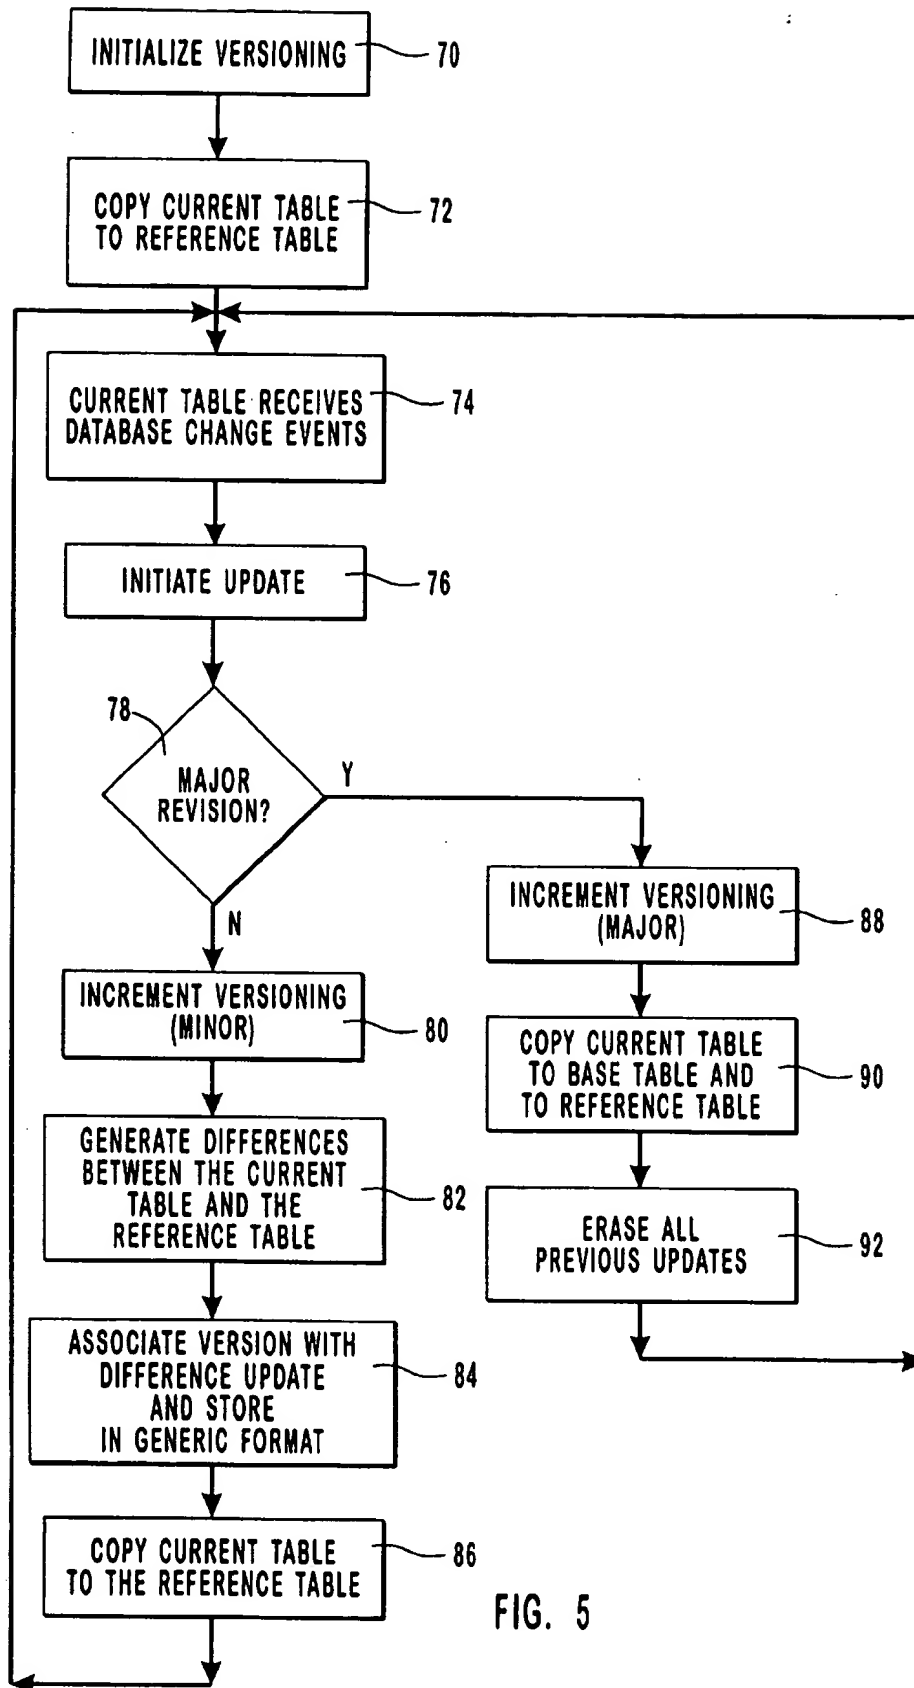 INITIALIZE VERSIONING
70
COPY CURRENT TABLE
TO REFERENCE TABLE
72
CURRENT TABLE RECEIVES
DATABASE CHANGE EVENTS
74
INITIATE UPDATE
76
78
MAJOR
REVISION?
Y
N
INCREMENT VERSIONING
(MAJOR)
88
INCREMENT VERSIONING
(MINOR)
80
COPY CURRENT TABLE
TO BASE TABLE AND
TO REFERENCE TABLE
90
GENERATE DIFFERENCES
BETWEEN THE CURRENT
TABLE AND THE
REFERENCE TABLE
82
ERASE ALL
PREVIOUS UPDATES
92
ASSOCIATE VERSION WITH
DIFFERENCE UPDATE
AND STORE
IN GENERIC FORMAT
84
COPY CURRENT TABLE
TO THE REFERENCE TABLE
86
FIG. 5